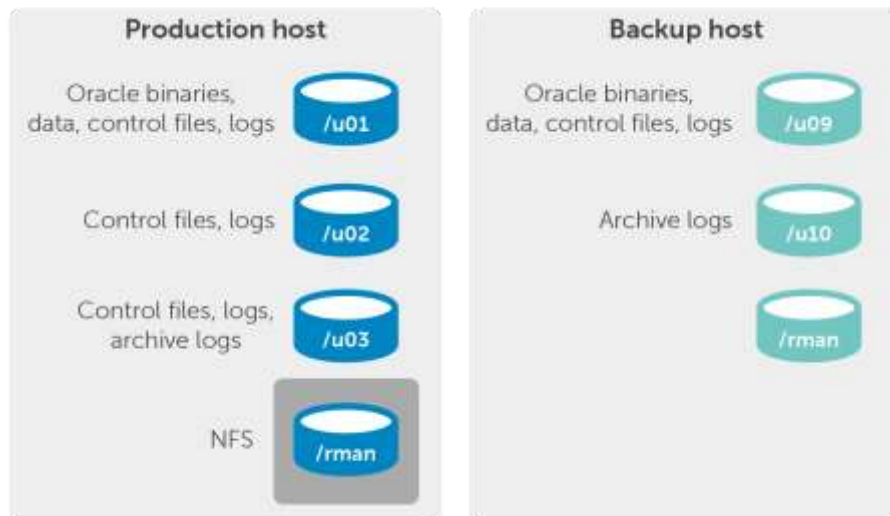 Production host
Oracle binaries,
data, control files, logs
/u01
Control files, logs
/u02
Control files, logs,
archive logs
/u03
NFS
/rman
Backup host
Oracle binaries,
data, control files, logs
/u09
Archive logs
/u10
/rman